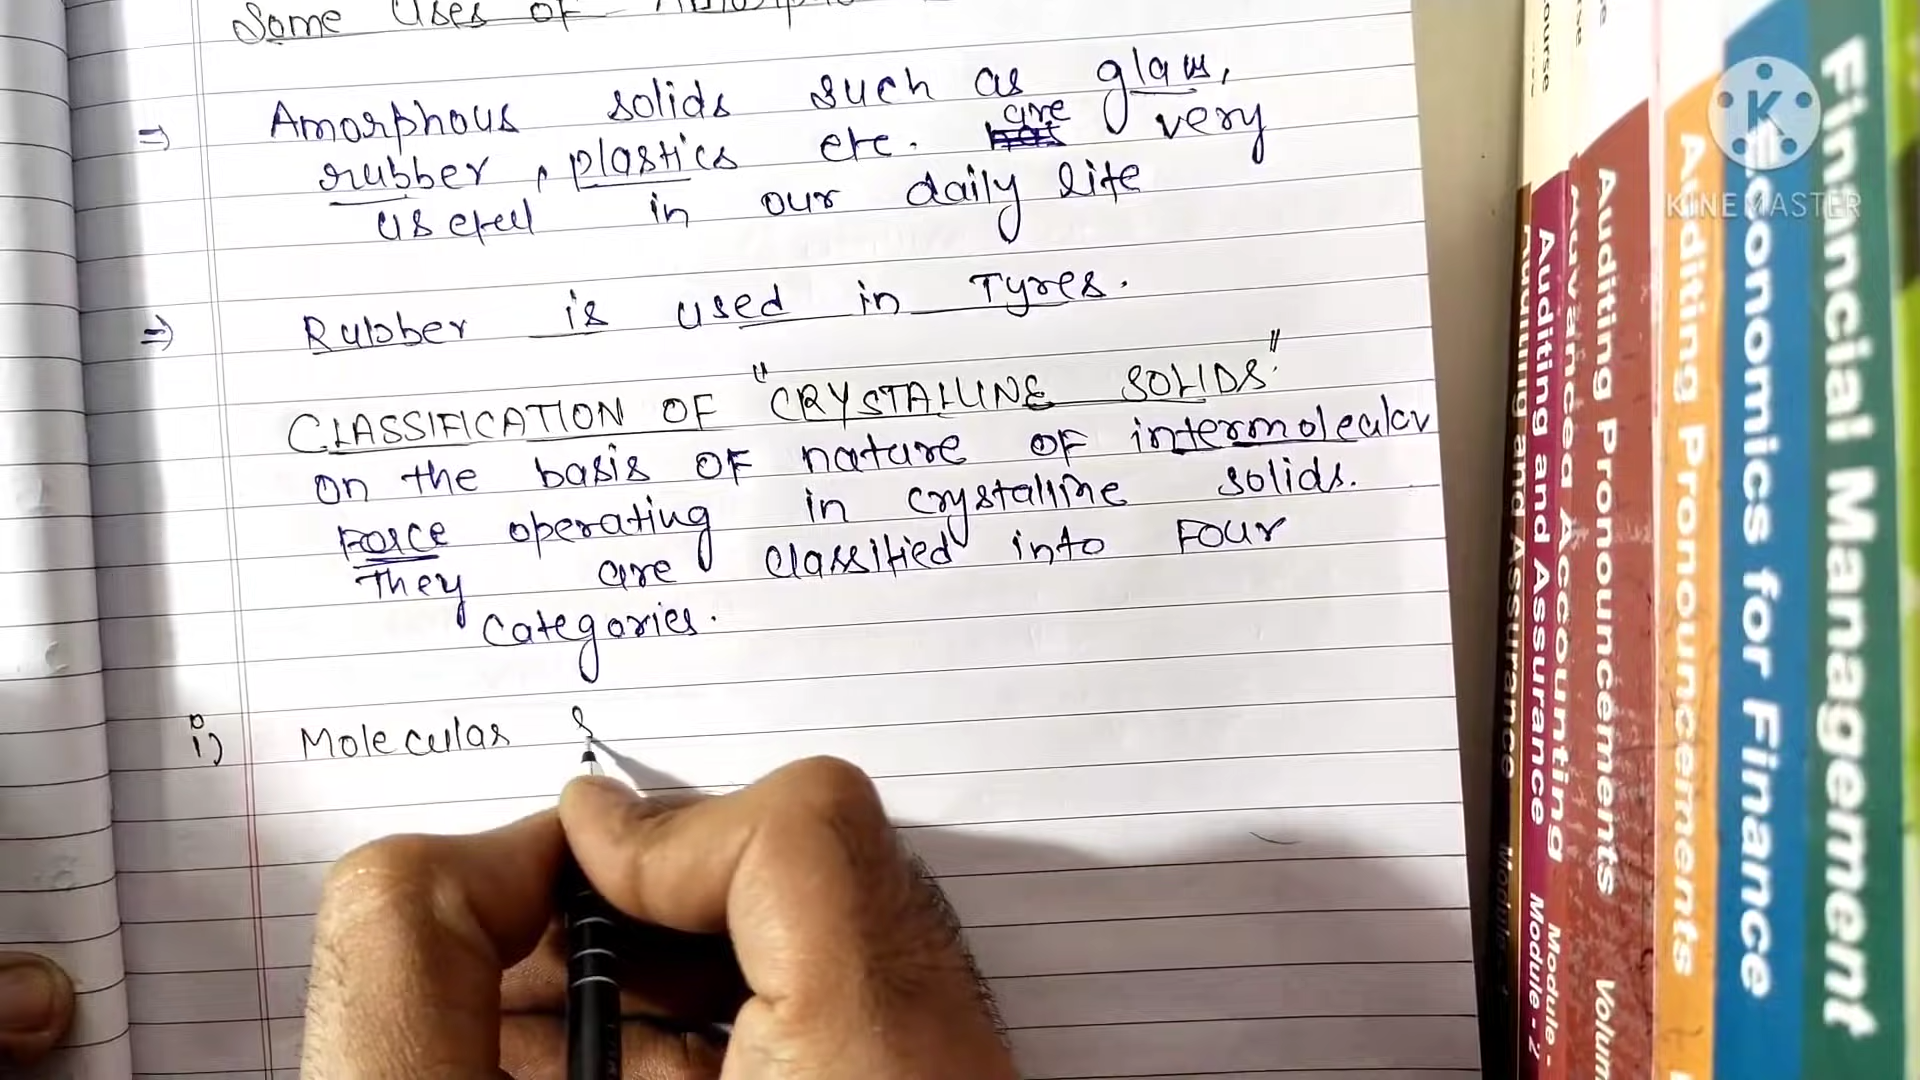 Some Uses of
⇒ Amorphous solids such as glass,
rubber, plastics etc. are very
useful in our daily life
⇒ Rubber is used in Tyres.
CLASSIFICATION OF "CRYSTALLINE SOLIDS"
on the basis of nature of intermolecular
Force operating in crystalline solids.
They are classified into Four
Categories.
i) Molecular S
KINEMASTER
Financial Management
Economics for Finance
Auditing Pronouncements
Auditing Pronouncements Volum
Advanced Accounting Module -
Auditing and Assurance Module - 2
Auditing and Assurance Module -
ourse